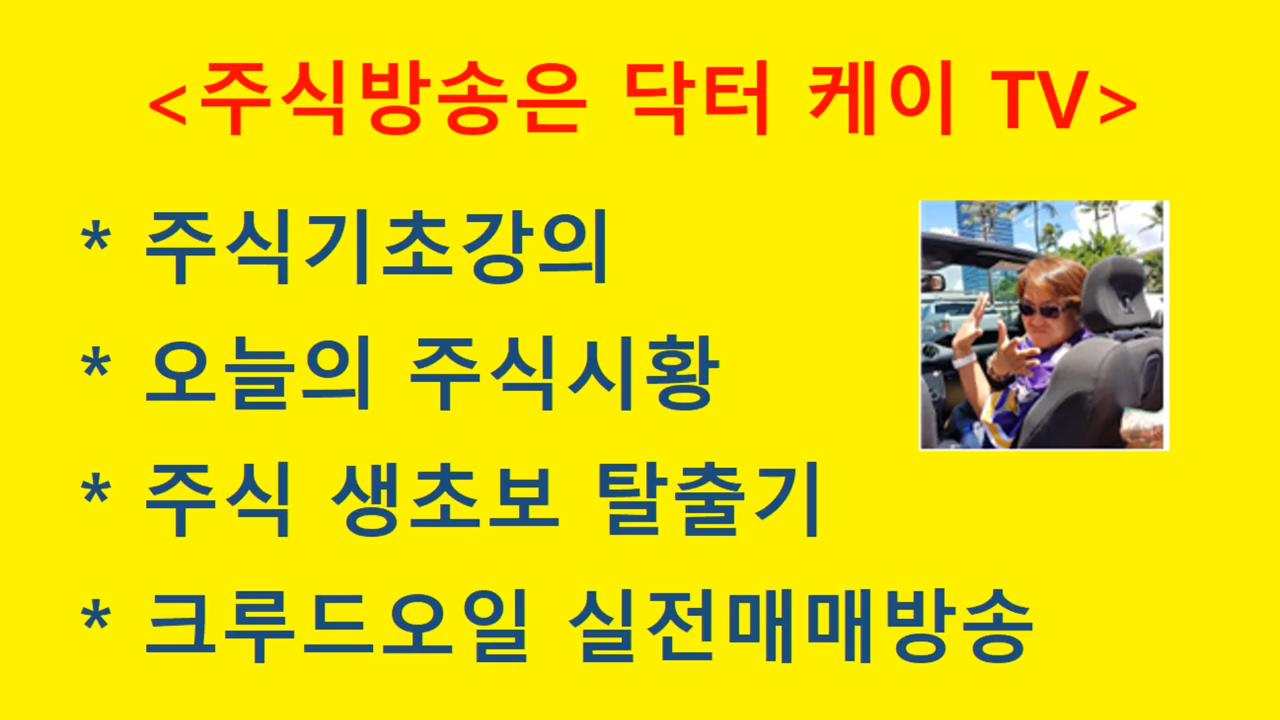 <주식방송은 닥터 케이 TV>
* 주식기초강의
* 오늘의 주식시황
* 주식 생초보 탈출기
* 크루드오일 실전매매방송